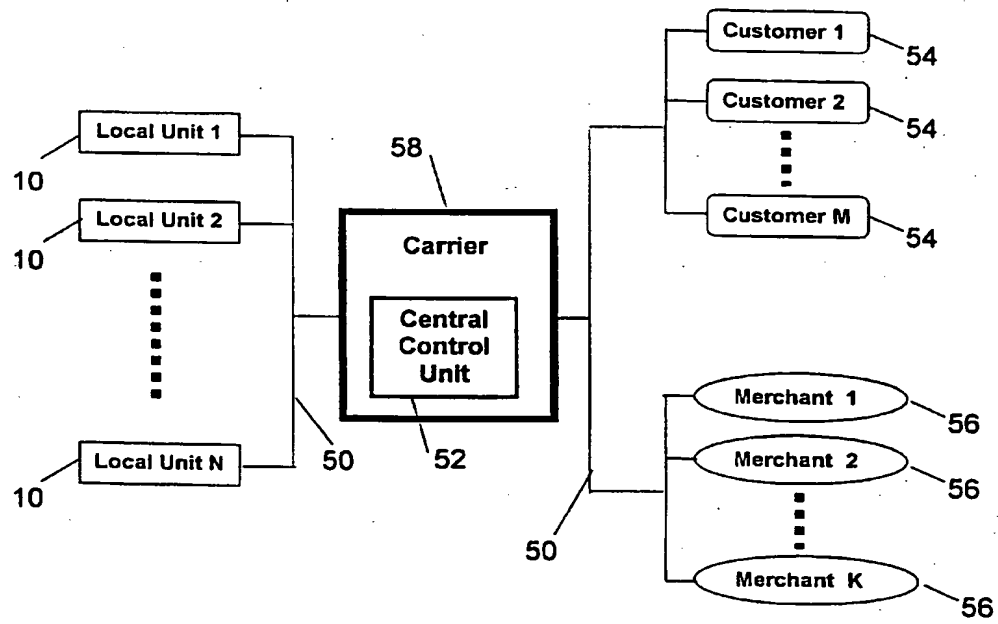 Customer 1
54
Local Unit 1
Customer 2
54
10
58
Local Unit 2
Carrier
Customer M
54
10
Central
Control
Unit
Merchant 1
56
Local Unit N
50
52
Merchant 2
56
10
50
Merchant K
56